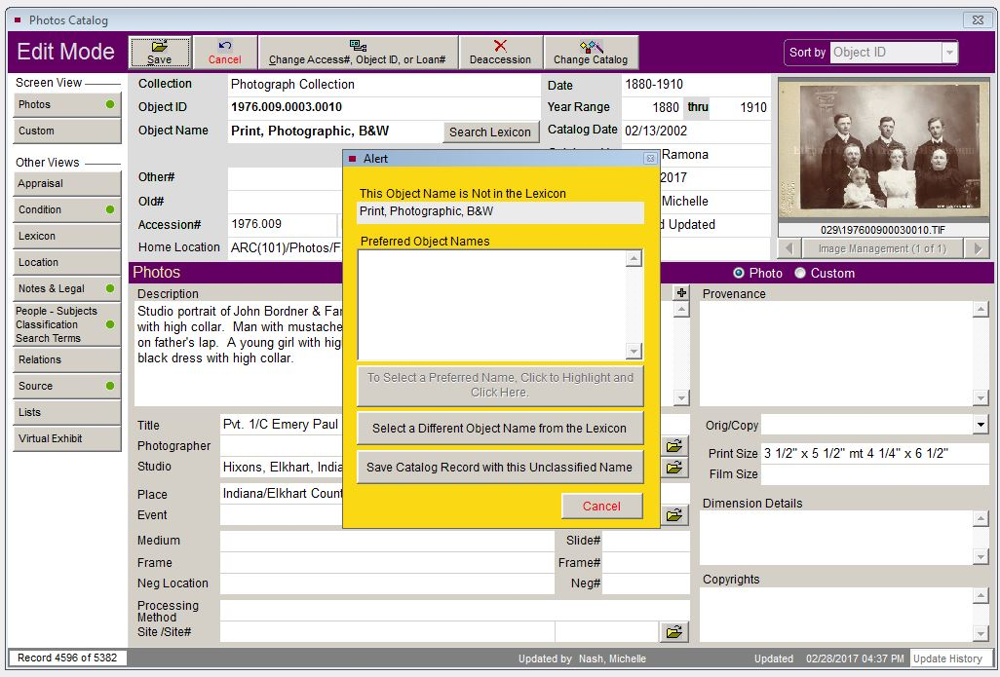 Photos Catalog
Edit Mode
Save
Cancel
Change Access#, Object ID, or Loan#
Deaccession
Change Catalog
Sort by Object ID
Screen View
Photos
Custom
Other Views
Appraisal
Condition
Lexicon
Location
Notes & Legal
People - Subjects
Classification
Search Terms
Relations
Source
Lists
Virtual Exhibit
Collection Photograph Collection
Object ID 1976.009.0003.0010
Object Name Print, Photographic, B&W Search Lexicon
Other#
Old#
Accession# 1976.009
Home Location ARC(101)/Photos/F
Date 1880-1910
Year Range 1880 thru 1910
Catalog Date 02/13/2002
Ramona
2017
Michelle
d Updated
029\197600900030010.TIF
Image Management (1 of 1)
Alert
This Object Name is Not in the Lexicon
Print, Photographic, B&W
Preferred Object Names
To Select a Preferred Name, Click to Highlight and
Click Here.
Select a Different Object Name from the Lexicon
Save Catalog Record with this Unclassified Name
Cancel
Photos
Photo Custom
Description
Studio portrait of John Bordner & Far
with high collar. Man with mustache
on father's lap. A young girl with hig
black dress with high collar.
Provenance
Title Pvt. 1/C Emery Paul
Photographer
Studio Hixons, Elkhart, India
Place Indiana/Elkhart Count
Event
Medium
Frame
Neg Location
Processing
Method
Site /Site#
Slide#
Frame#
Neg#
Orig/Copy
Print Size 3 1/2" x 5 1/2" mt 4 1/4" x 6 1/2"
Film Size
Dimension Details
Copyrights
Record 4596 of 5382
Updated by Nash, Michelle
Updated 02/28/2017 04:37 PM
Update History